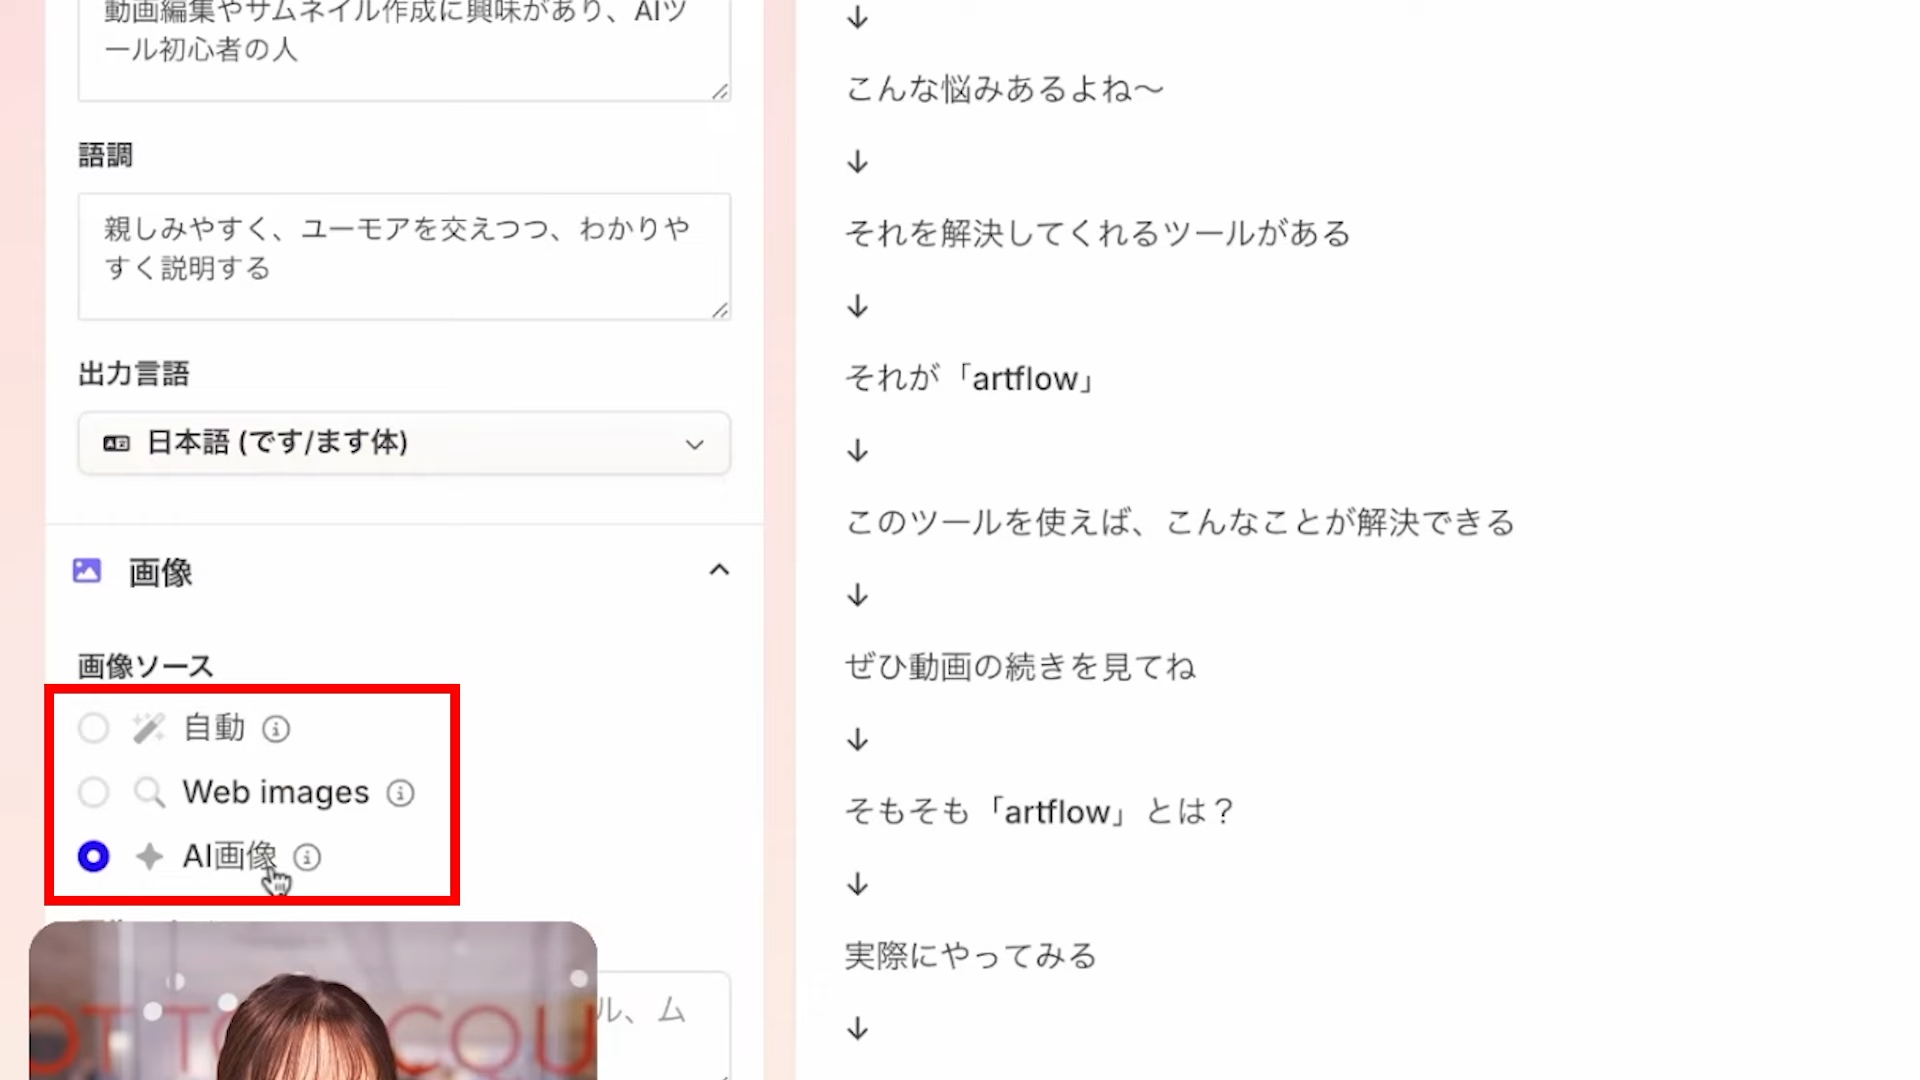 動画編集やサムネイル作成に興味があり、AIツ
ール初心者の人
語調
親しみやすく、ユーモアを交えつつ、わかりや
すく説明する
出力言語
日本語 (です/ます体)
画像
画像ソース
自動
Web images
AI画像
ル、ム
↓
こんな悩みあるよね〜
↓
それを解決してくれるツールがある
↓
それが「artflow」
↓
このツールを使えば、こんなことが解決できる
↓
ぜひ動画の続きを見てね
↓
そもそも「artflow」とは？
↓
実際にやってみる
↓